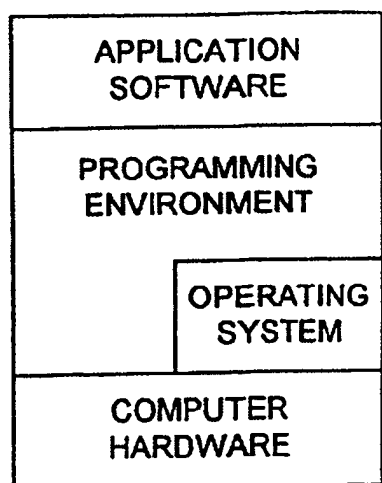 APPLICATION
SOFTWARE
PROGRAMMING
ENVIRONMENT
OPERATING
SYSTEM
COMPUTER
HARDWARE